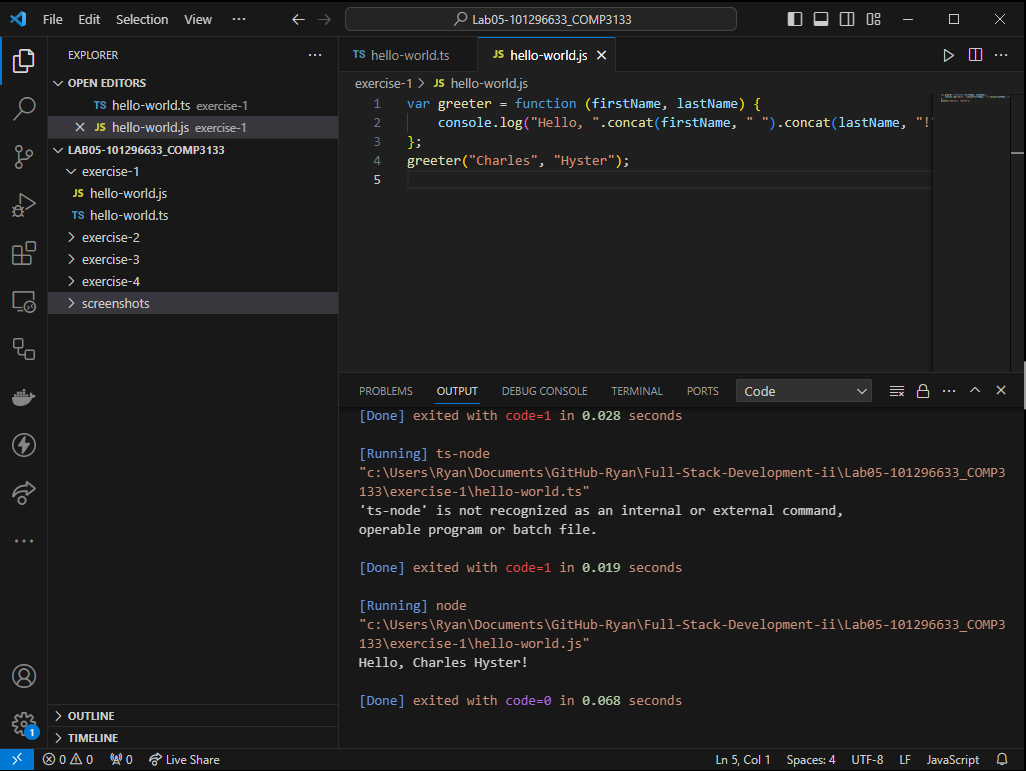 File Edit Selection View ··· Lab05-101296633_COMP3133
EXPLORER ···
OPEN EDITORS
TS hello-world.ts exercise-1
JS hello-world.js exercise-1
LAB05-101296633_COMP3133
exercise-1
JS hello-world.js
TS hello-world.ts
exercise-2
exercise-3
exercise-4
screenshots
OUTLINE
TIMELINE
TS hello-world.ts JS hello-world.js
exercise-1 > JS hello-world.js
1 var greeter = function (firstName, lastName) {
2 console.log("Hello, ".concat(firstName, " ").concat(lastName, "!"
3 };
4 greeter("Charles", "Hyster");
5
PROBLEMS OUTPUT DEBUG CONSOLE TERMINAL PORTS Code
[Done] exited with code=1 in 0.028 seconds
[Running] ts-node
"c:\Users\Ryan\Documents\GitHub-Ryan\Full-Stack-Development-ii\Lab05-101296633_COMP3
133\exercise-1\hello-world.ts"
'ts-node' is not recognized as an internal or external command,
operable program or batch file.
[Done] exited with code=1 in 0.019 seconds
[Running] node
"c:\Users\Ryan\Documents\GitHub-Ryan\Full-Stack-Development-ii\Lab05-101296633_COMP3
133\exercise-1\hello-world.js"
Hello, Charles Hyster!
[Done] exited with code=0 in 0.068 seconds
1
0 0 0 Live Share Ln 5, Col 1 Spaces: 4 UTF-8 LF JavaScript